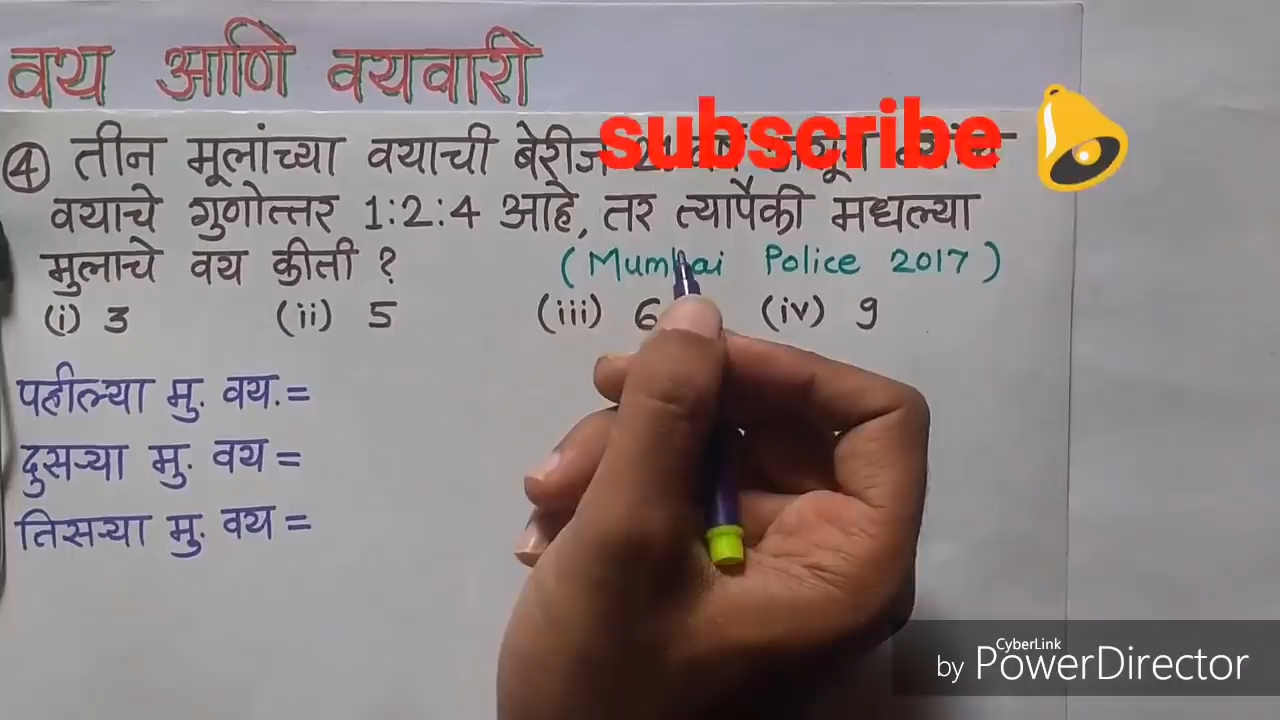 वय आणि वयवारी
④ तीन मूलांच्या वयाची बेरीज
subscribe
वयाचे गुणोत्तर 1:2:4 आहे, तर त्यापैकी मधल्या
मुलाचे वय कीती ?
(Mumbai Police 2017)
(i) 3 (ii) 5 (iii) 6 (iv) 9
पहील्या मु. वय. =
दुसऱ्या मु. वय =
तिसऱ्या मु. वय =
CyberLink
by PowerDirector